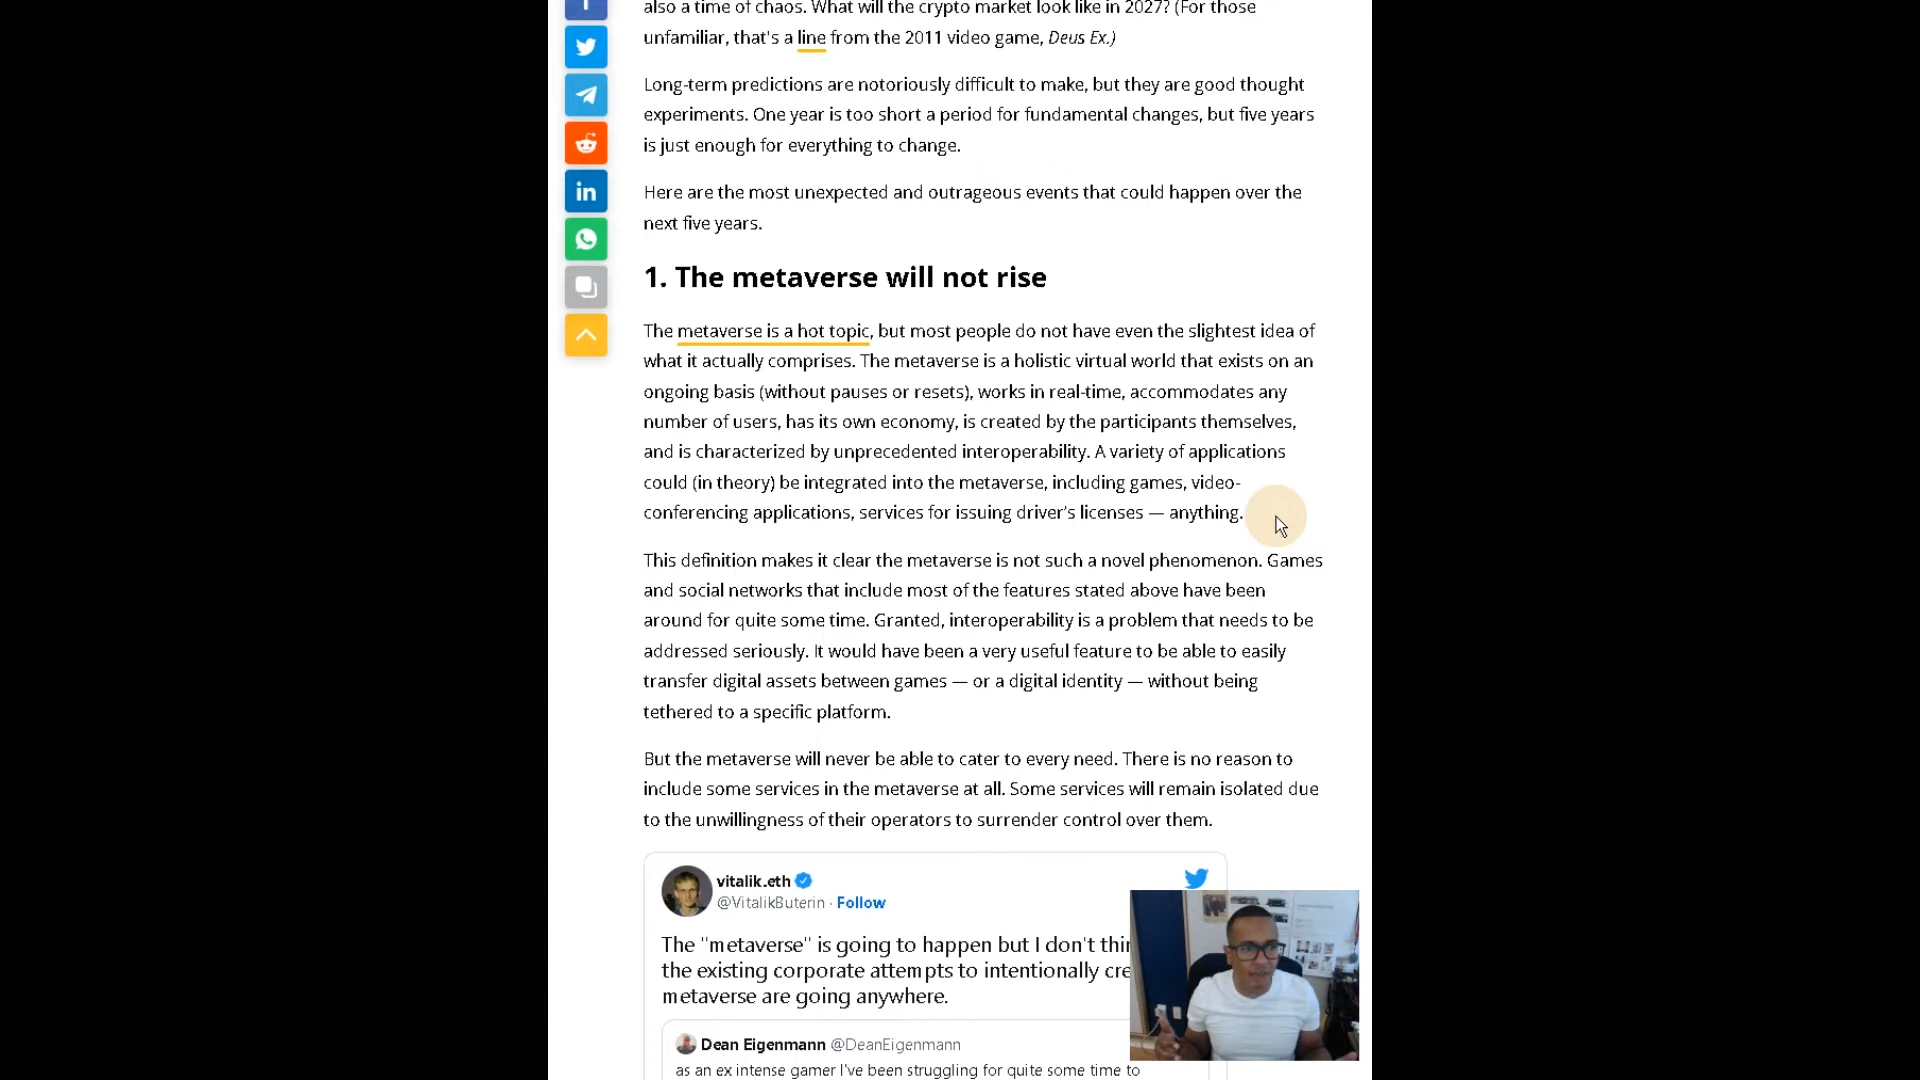 also a time of chaos. What will the crypto market look like in 2027? (For those
unfamiliar, that's a line from the 2011 video game, Deus Ex.)
Long-term predictions are notoriously difficult to make, but they are good thought
experiments. One year is too short a period for fundamental changes, but five years
is just enough for everything to change.
Here are the most unexpected and outrageous events that could happen over the
next five years.
1. The metaverse will not rise
The metaverse is a hot topic, but most people do not have even the slightest idea of
what it actually comprises. The metaverse is a holistic virtual world that exists on an
ongoing basis (without pauses or resets), works in real-time, accommodates any
number of users, has its own economy, is created by the participants themselves,
and is characterized by unprecedented interoperability. A variety of applications
could (in theory) be integrated into the metaverse, including games, video-
conferencing applications, services for issuing driver's licenses — anything.
This definition makes it clear the metaverse is not such a novel phenomenon. Games
and social networks that include most of the features stated above have been
around for quite some time. Granted, interoperability is a problem that needs to be
addressed seriously. It would have been a very useful feature to be able to easily
transfer digital assets between games — or a digital identity — without being
tethered to a specific platform.
But the metaverse will never be able to cater to every need. There is no reason to
include some services in the metaverse at all. Some services will remain isolated due
to the unwillingness of their operators to surrender control over them.
vitalik.eth
@VitalikButerin · Follow
The "metaverse" is going to happen but I don't
the existing corporate attempts to intentionally
metaverse are going anywhere.
Dean Eigenmann @DeanEigenmann
as an ex intense gamer I've been struggling for quite some time to